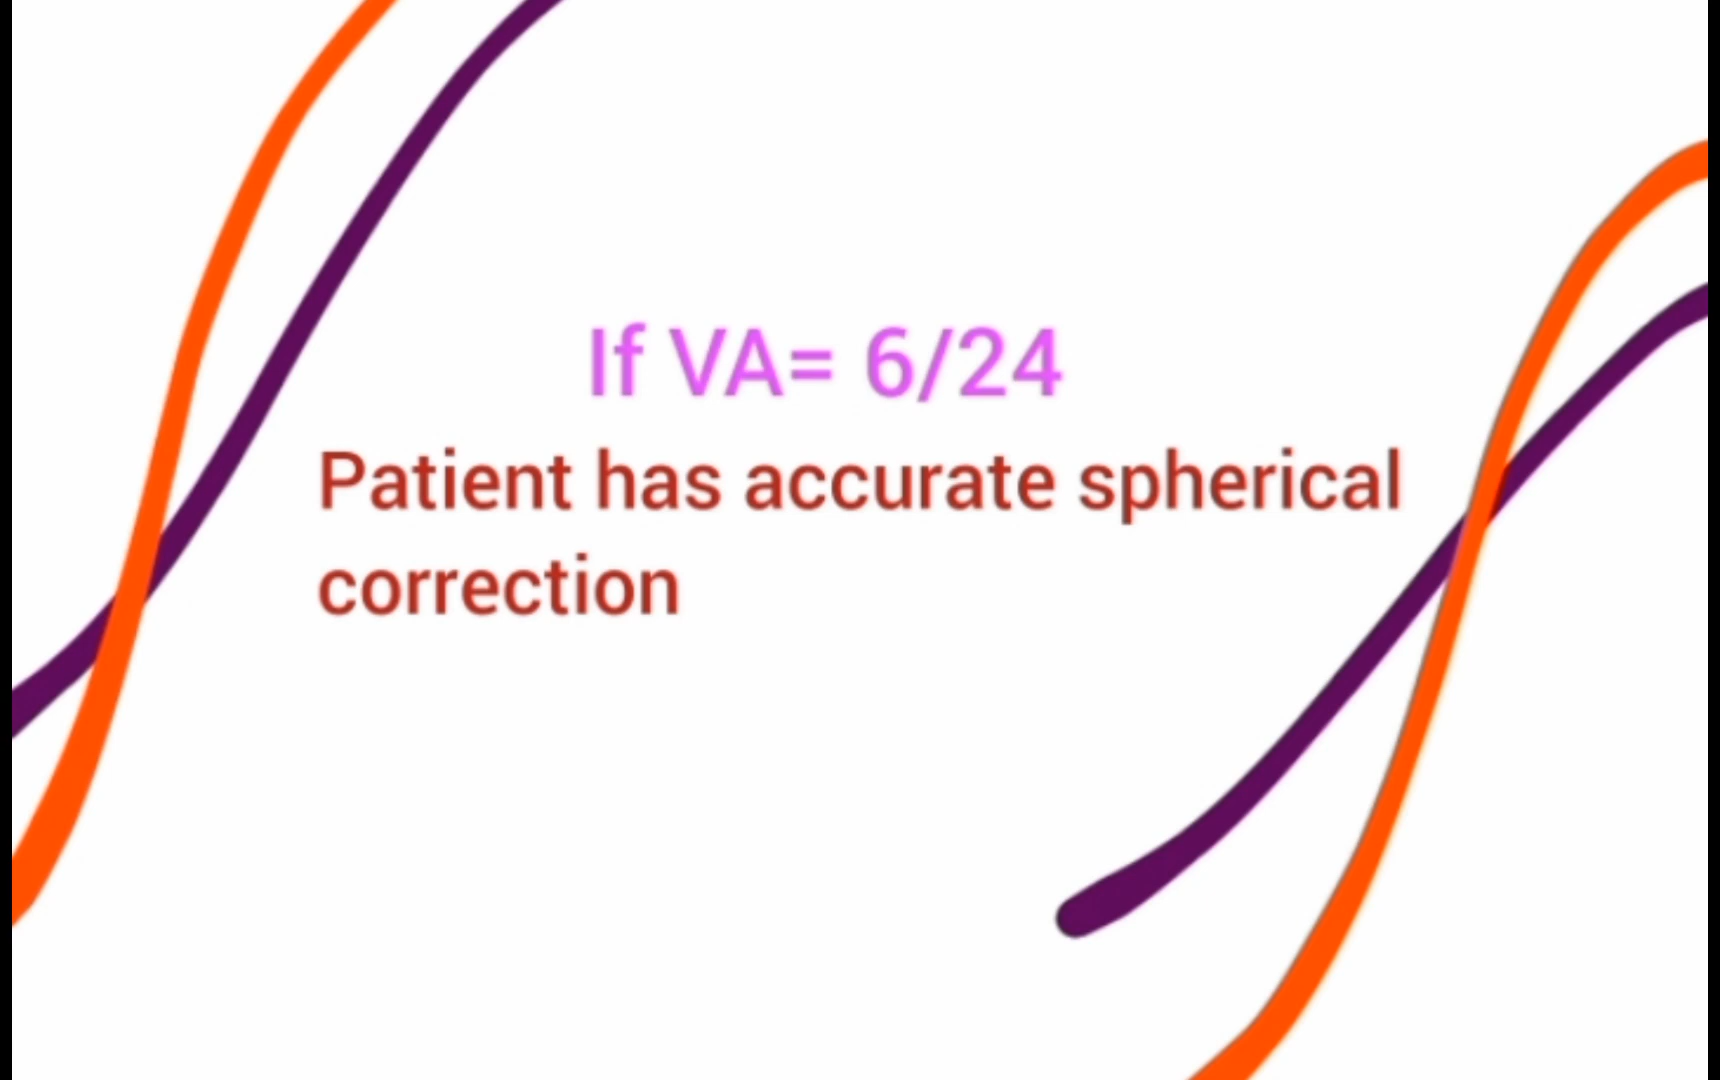 If VA= 6/24
Patient has accurate spherical
correction